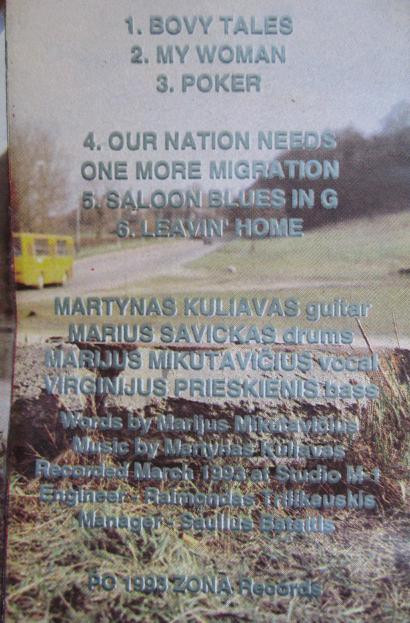 1. BOVY TALES
2. MY WOMAN
3. POKER
4. OUR NATION NEEDS
ONE MORE MIGRATION
5. SALOON BLUES IN G
6. LEAVIN' HOME
MARTYNAS KULIAVAS guitar
MARIUS SAVICKAS drums
MARIJUS MIKUTAVIČIUS vocal
VIRGINIJUS PRIESKIENIS bass
Words by Marijus Mikutavičius
Music by Martynas Kuliavas
Recorded March 1993 at Studio M-1
Engineer - Raimondas Trilikauskis
Manager - Saulius
PC 1993 ZONA Records